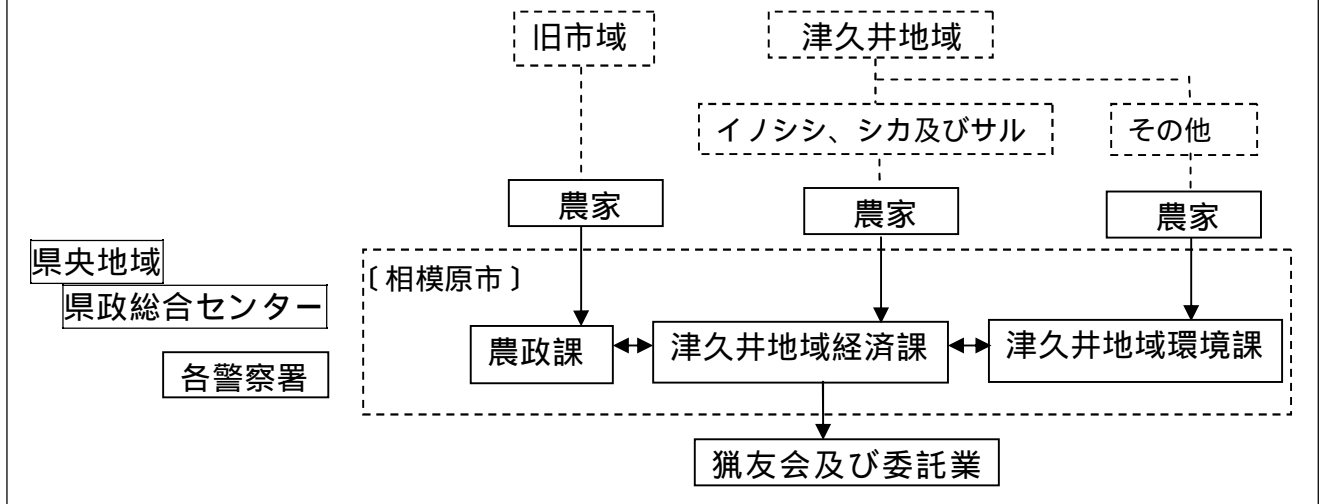 旧市域
津久井地域
イノシシ、シカ及びサル
その他
農家
農家
農家
県央地域
県政総合センター
〔相模原市〕
農政課
津久井地域経済課
津久井地域環境課
各警察署
猟友会及び委託業